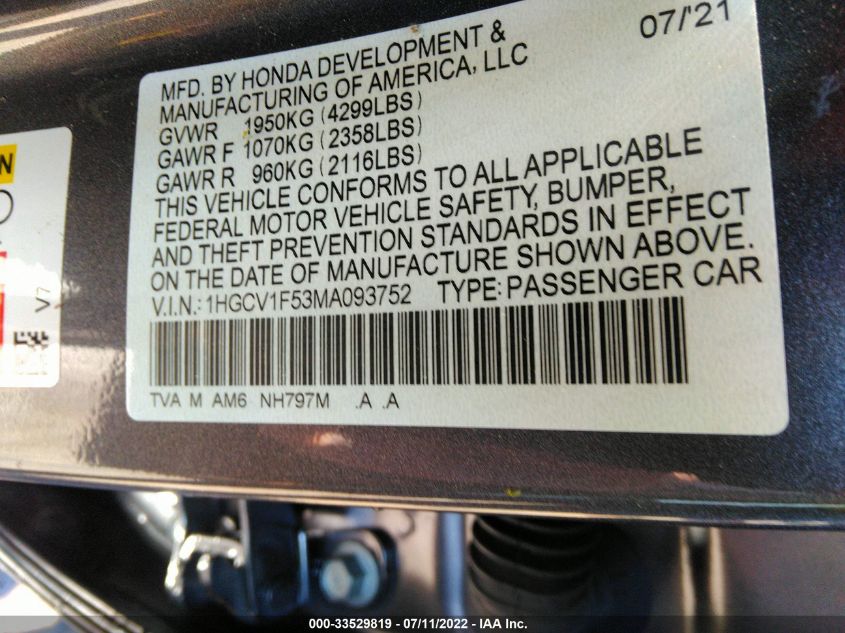 07/'21
MFD. BY HONDA DEVELOPMENT &
MANUFACTURING OF AMERICA, LLC
GVWR 1950KG (4299LBS)
GAWR F 1070KG (2358LBS)
GAWR R 960KG (2116LBS)
THIS VEHICLE CONFORMS TO ALL APPLICABLE
FEDERAL MOTOR VEHICLE SAFETY, BUMPER,
AND THEFT PREVENTION STANDARDS IN EFFECT
ON THE DATE OF MANUFACTURE SHOWN ABOVE.
V.I.N.: 1HGCV1F53MA093752 TYPE: PASSENGER CAR
TVA M AM6 NH797M .A .A
V7
000-33529819 - 07/11/2022 - IAA Inc.